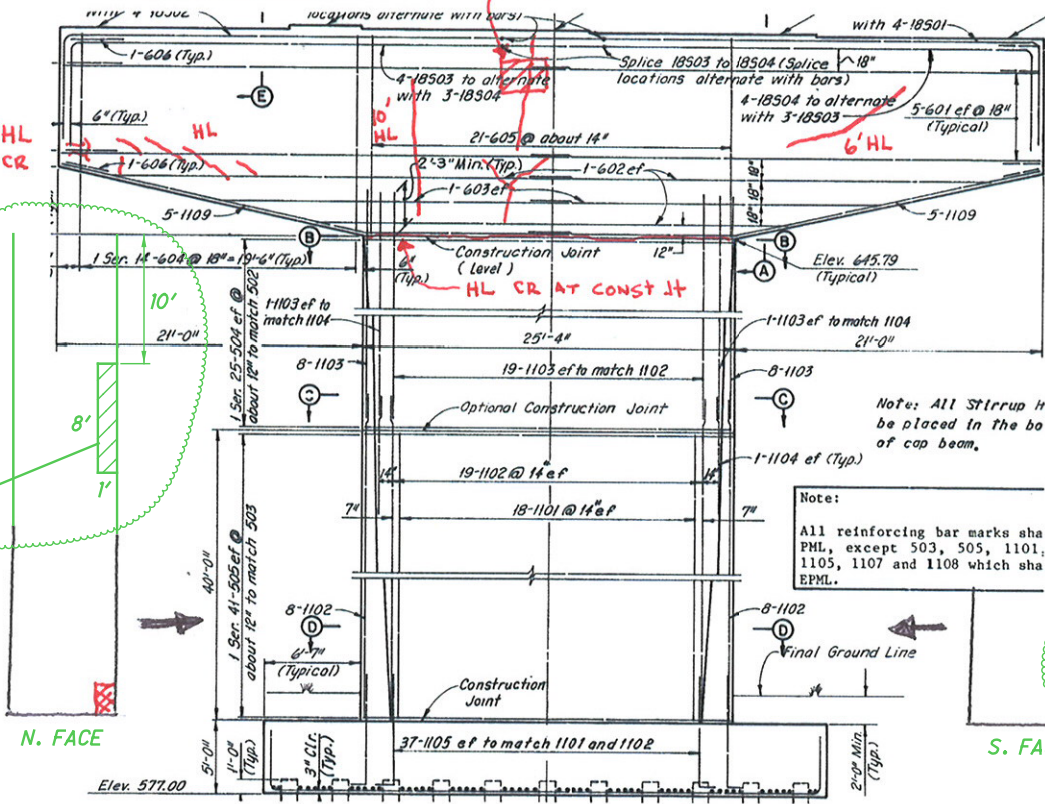 with 4-18S02
locations alternate with bars)
with 4-18S01
1-606 (Typ.)
Splice 18S03 to 18S04 (Splice
locations alternate with bars)
18"
4-18S03 to alternate
with 3-18S04
4-18S04 to alternate
with 3-18S03
5-601 ef @ 18"
(Typical)
E
6" (Typ.)
10'
HL
HL
CR
HL
21-605 @ about 14"
6' HL
1-606 (Typ.)
2'-3" Min. (Typ.)
1-602 ef
1-603 ef
18" 18" 18"
5-1109
5-1109
B
B
Construction Joint
(Level)
12"
A
Elev. 645.79
(Typical)
1 Ser. 14-604 @ 18" = 19'-6" (Typ.)
6"
(Typ.)
HL CR AT CONST Jt
10'
1-1103 ef to
match 1104
1-1103 ef to match 1104
21'-0"
25'-4"
21'-0"
1 Ser. 25-504 ef @
about 12" to match 502
8-1103
19-1103 ef to match 1102
8-1103
C
C
Optional Construction Joint
Note: All Stirrup H
be placed in the bo
of cap beam.
8'
1'
1-1104 ef (Typ.)
14"
19-1102 @ 14" ef
14"
7"
18-1101 @ 14" ef
7"
Note:
All reinforcing bar marks sha
PML, except 503, 505, 1101,
1105, 1107 and 1108 which sha
EPML.
40'-0"
1 Ser. 41-505 ef @
about 12" to match 503
8-1102
8-1102
D
D
6'-7"
(Typical)
Final Ground Line
Construction
Joint
N. FACE
S. FA
37-1105 ef to match 1101 and 1102
5'-0"
1'-0"
(Typ.)
3" Clr.
(Typ.)
2'-0" Min.
(Typ.)
Elev. 577.00